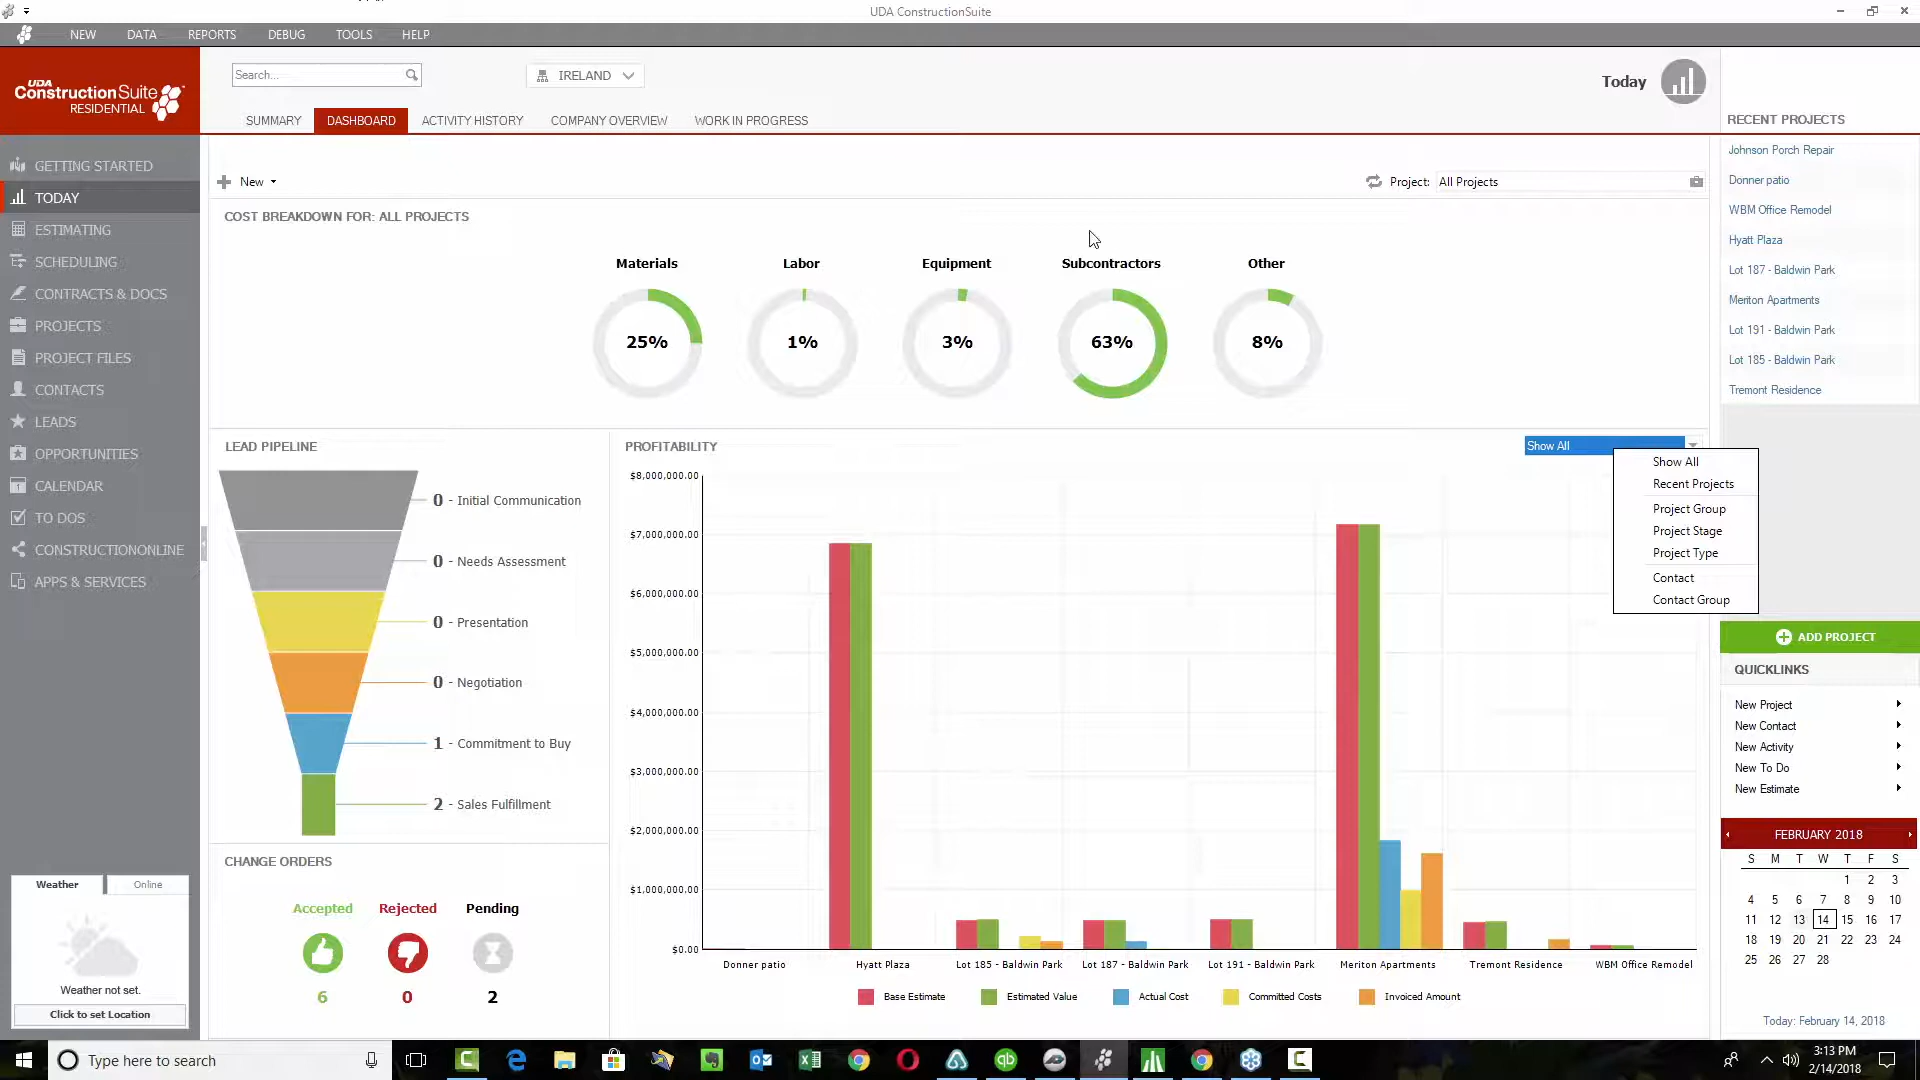 UDA ConstructionSuite
NEW DATA REPORTS DEBUG TOOLS HELP
UDA
ConstructionSuite
RESIDENTIAL
Search...
IRELAND
Today
SUMMARY DASHBOARD ACTIVITY HISTORY COMPANY OVERVIEW WORK IN PROGRESS
GETTING STARTED
TODAY
ESTIMATING
SCHEDULING
CONTRACTS & DOCS
PROJECTS
PROJECT FILES
CONTACTS
LEADS
OPPORTUNITIES
CALENDAR
TO DOS
CONSTRUCTIONONLINE
APPS & SERVICES
Weather Online
Weather not set.
Click to set Location
New
Project: All Projects
COST BREAKDOWN FOR: ALL PROJECTS
Materials Labor Equipment Subcontractors Other
25% 1% 3% 63% 8%
LEAD PIPELINE
0 - Initial Communication
0 - Needs Assessment
0 - Presentation
0 - Negotiation
1 - Commitment to Buy
2 - Sales Fulfillment
CHANGE ORDERS
Accepted Rejected Pending
6 0 2
PROFITABILITY
Show All
Show All
Recent Projects
Project Group
Project Stage
Project Type
Contact
Contact Group
$8,000,000.00
$7,000,000.00
$6,000,000.00
$5,000,000.00
$4,000,000.00
$3,000,000.00
$2,000,000.00
$1,000,000.00
$0.00
Donner patio Hyatt Plaza Lot 185 - Baldwin Park Lot 187 - Baldwin Park Lot 191 - Baldwin Park Meriton Apartments Tremont Residence WBM Office Remodel
Base Estimate Estimated Value Actual Cost Committed Costs Invoiced Amount
RECENT PROJECTS
Johnson Porch Repair
Donner patio
WBM Office Remodel
Hyatt Plaza
Lot 187 - Baldwin Park
Meriton Apartments
Lot 191 - Baldwin Park
Lot 185 - Baldwin Park
Tremont Residence
ADD PROJECT
QUICKLINKS
New Project
New Contact
New Activity
New To Do
New Estimate
FEBRUARY 2018
S M T W T F S
1 2 3
4 5 6 7 8 9 10
11 12 13 14 15 16 17
18 19 20 21 22 23 24
25 26 27 28
Today: February 14, 2018
Type here to search
3:13 PM
2/14/2018